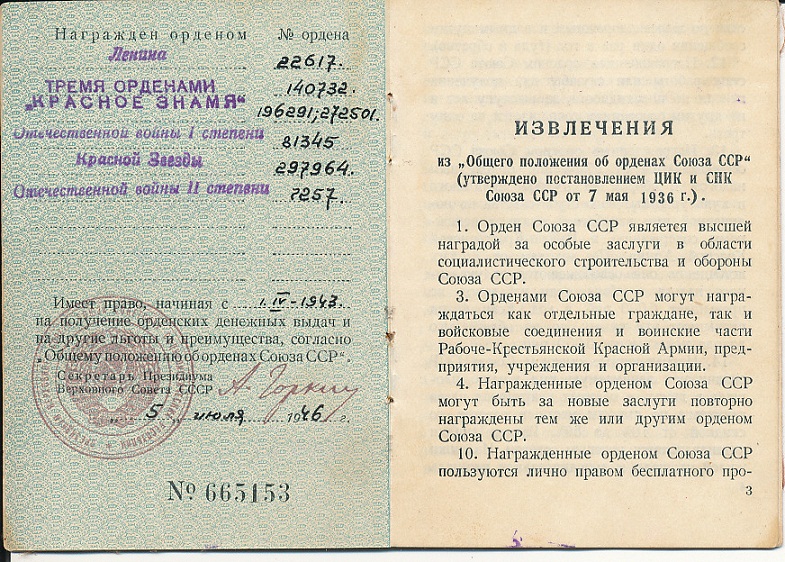 Награжден орденом № ордена
Ленина 22617.
ТРЕМЯ ОРДЕНАМИ 140732.
„КРАСНОЕ ЗНАМЯ“ 196291; 272501.
Отечественной войны I степени 81345
Красной Звезды 297964.
Отечественной войны II степени 7257.
Имеет право, начиная с 1.IV-1943.
на получение орденских денежных выдач и
на другие льготы и преимущества, согласно
„Общему положению об орденах Союза ССР“.
Секретарь Президиума
Верховного Совета СССР А. Горкин
„5“ июля 1946 г.
№ 665153
ИЗВЛЕЧЕНИЯ
из „Общего положения об орденах Союза ССР“
(утверждено постановлением ЦИК и СНК
Союза ССР от 7 мая 1936 г.).
1. Орден Союза ССР является высшей
наградой за особые заслуги в области
социалистического строительства и обороны
Союза ССР.
3. Орденами Союза ССР могут награ-
ждаться как отдельные граждане, так и
войсковые соединения и воинские части
Рабоче-Крестьянской Красной Армии, пред-
приятия, учреждения и организации.
4. Награжденные орденом Союза ССР
могут быть за новые заслуги повторно
награждены тем же или другим орденом
Союза ССР.
10. Награжденные орденом Союза ССР
пользуются лично правом бесплатного про-
3